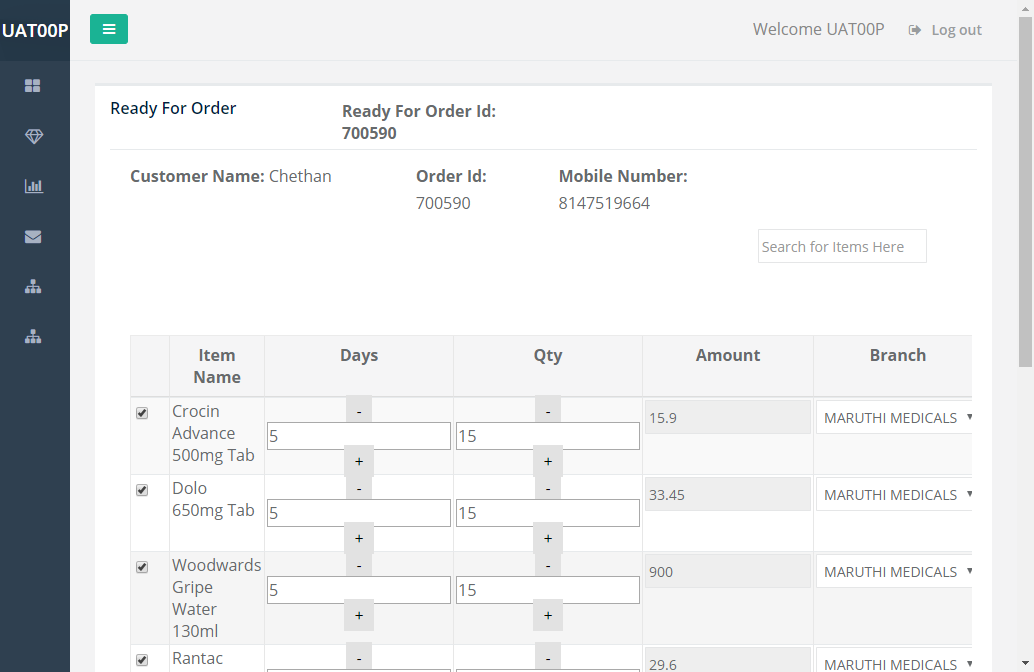 UAT00P
Welcome UAT00P Log out
Ready For Order
Ready For Order Id:
700590
Customer Name: Chethan
Order Id:
700590
Mobile Number:
8147519664
Search for Items Here
Item Name Days Qty Amount Branch
Crocin
Advance
500mg Tab
-
5
+
-
15
+
15.9
MARUTHI MEDICALS
Dolo
650mg Tab
-
5
+
-
15
+
33.45
MARUTHI MEDICALS
Woodwards
Gripe
Water
130ml
-
5
+
-
15
+
900
MARUTHI MEDICALS
Rantac
-
-
29.6
MARUTHI MEDICALS